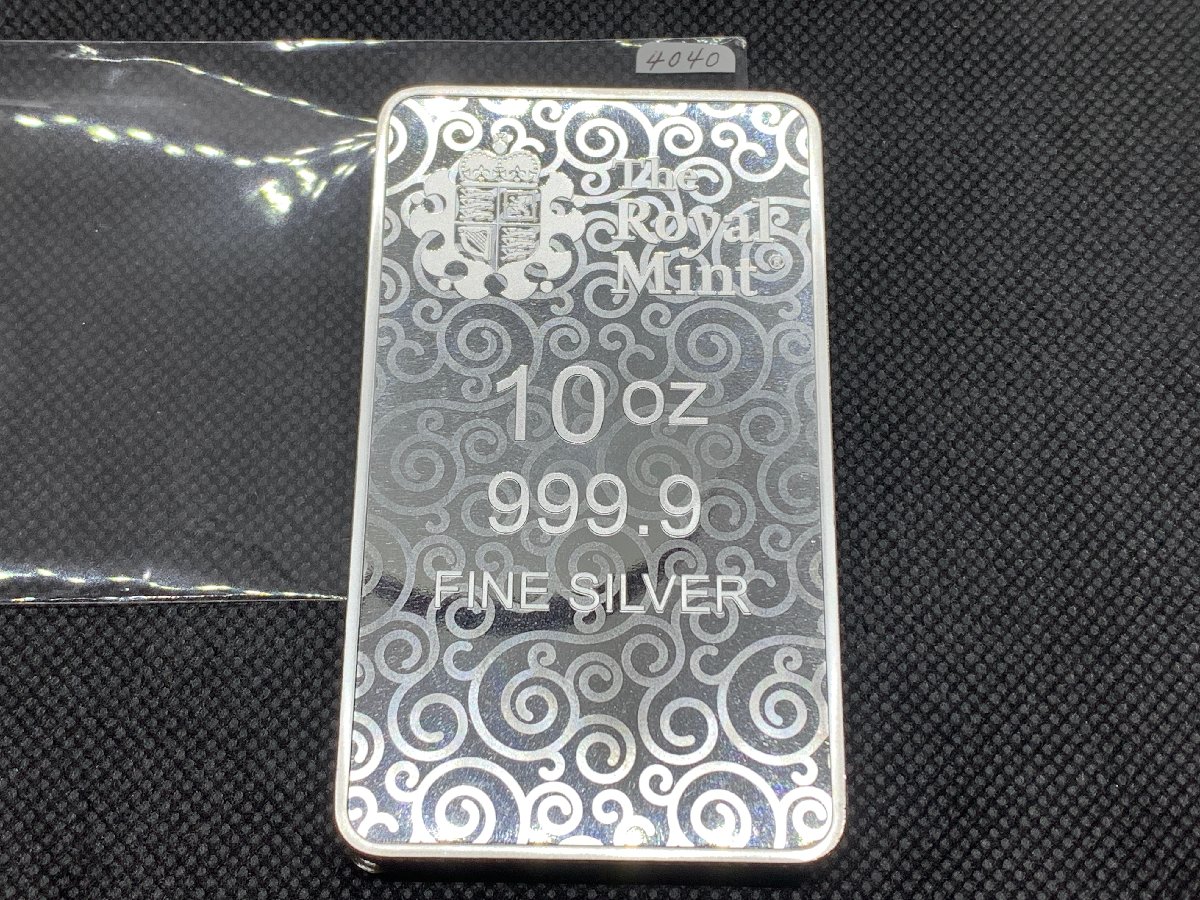 4040
The
Royal
Mint®
10 oz
999.9
FINE SILVER